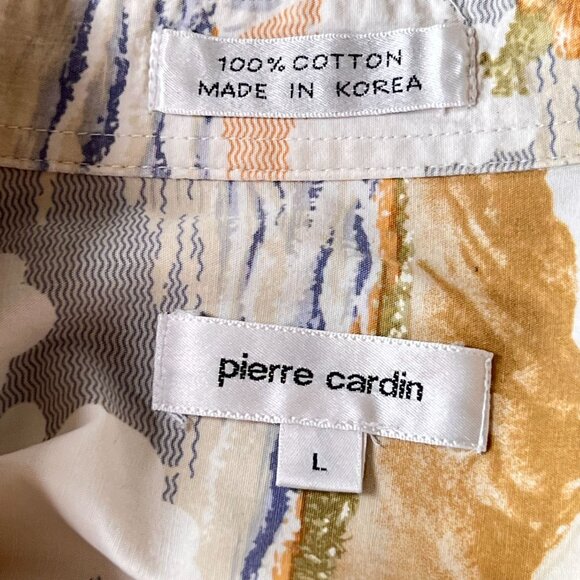 100% COTTON
MADE IN KOREA
pierre cardin
L